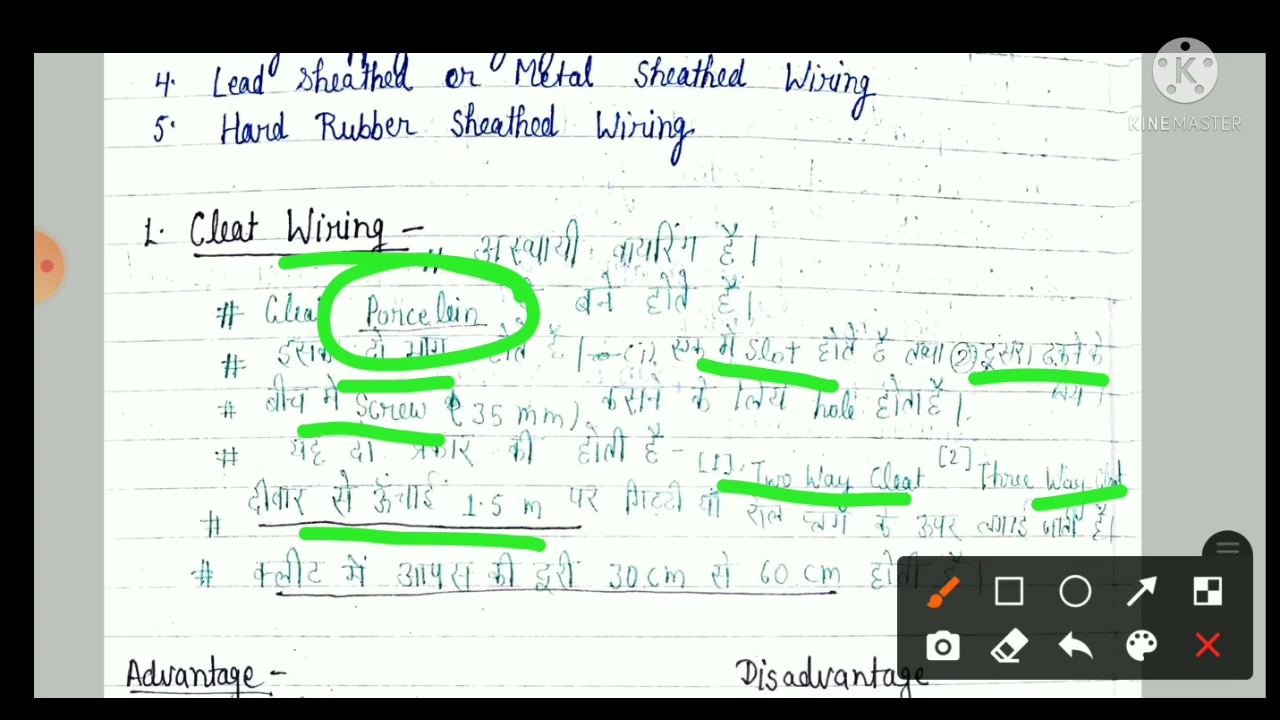 4. Lead Sheathed or Metal Sheathed Wiring
5. Hard Rubber Sheathed Wiring
KINEMASTER
1. Cleat Wiring -
" अस्थायी वायरिंग है।
# Cleat Porcelein के बने होते है।
# इसके दो भाग होते है।- (i) एक में Slot होते है तथा (2) दूसरा ढकने के लिये।
# बीच में Screw (35 mm) कसने के लिये hole होता है।
# यह दो प्रकार की होती है - [1]. Two Way Cleat [2] Three Way Cleat
# दीवार से ऊँचाई 1.5 m पर गिट्टी यॉ रोल प्लग के ऊपर लगाई जाती है।
# क्लीट में आपस की दूरी 30 cm से 60 cm होती है।
Advantage - Disadvantage